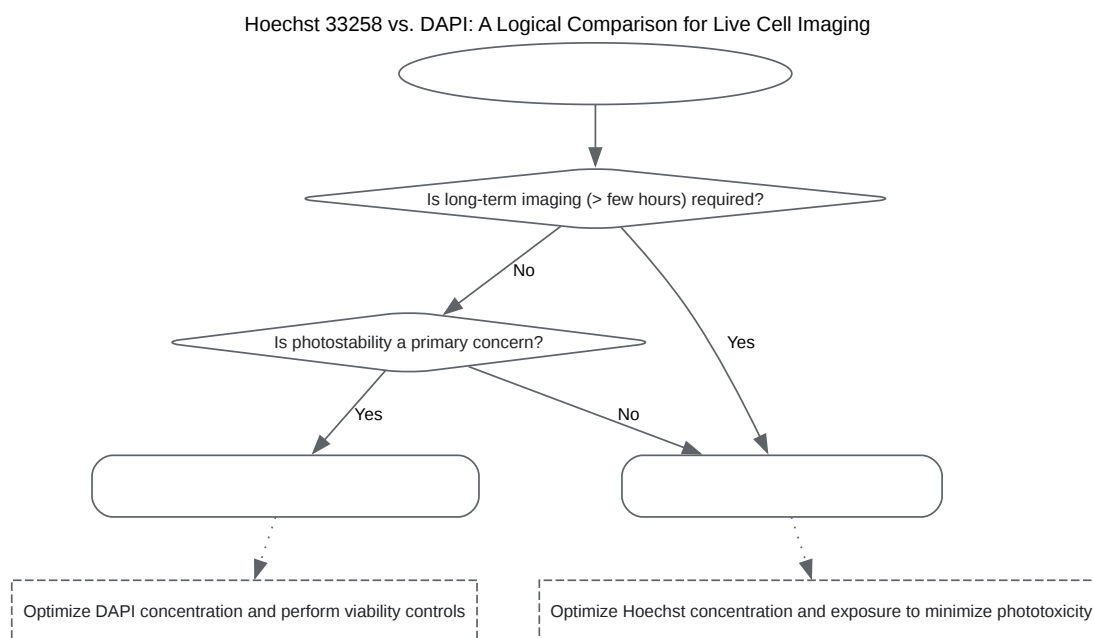 Hoechst 33258 vs. DAPI: A Logical Comparison for Live Cell Imaging
Is long-term imaging (> few hours) required?
No
Is photostability a primary concern?
Yes
Yes
No
Optimize DAPI concentration and perform viability controls
Optimize Hoechst concentration and exposure to minimize phototoxicity